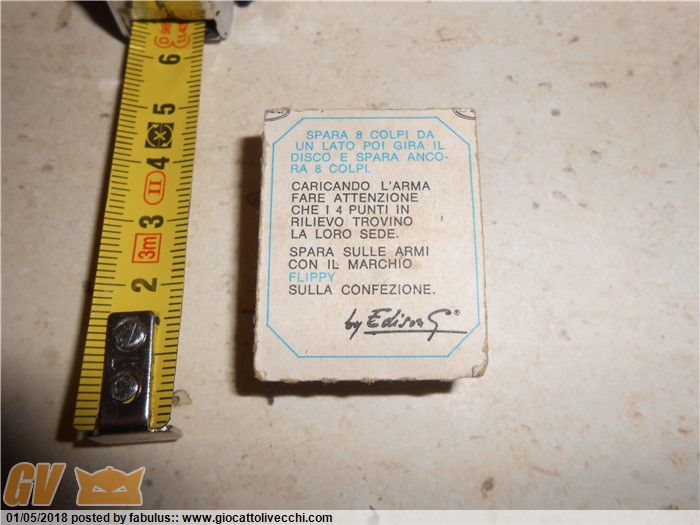 SPARA 8 COLPI DA
UN LATO POI GIRA IL
DISCO E SPARA ANCO-
RA 8 COLPI.
CARICANDO L'ARMA
FARE ATTENZIONE
CHE I 4 PUNTI IN
RILIEVO TROVINO
LA LORO SEDE.
SPARA SULLE ARMI
CON IL MARCHIO
FLIPPY
SULLA CONFEZIONE.
by Edison G®
6
5
4
II
3
3m
2
GV
01/05/2018 posted by fabulus:: www.giocattolivecchi.com